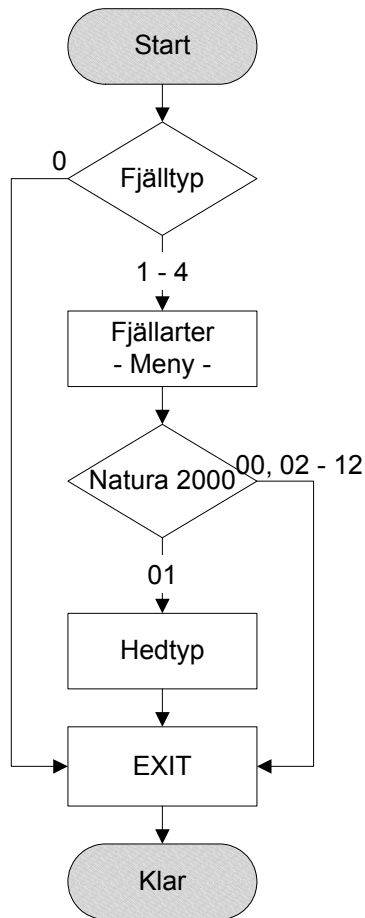 Start
0
Fjälltyp
1 - 4
Fjällarter
- Meny -
Natura 2000
00, 02 - 12
01
Hedtyp
EXIT
Klar